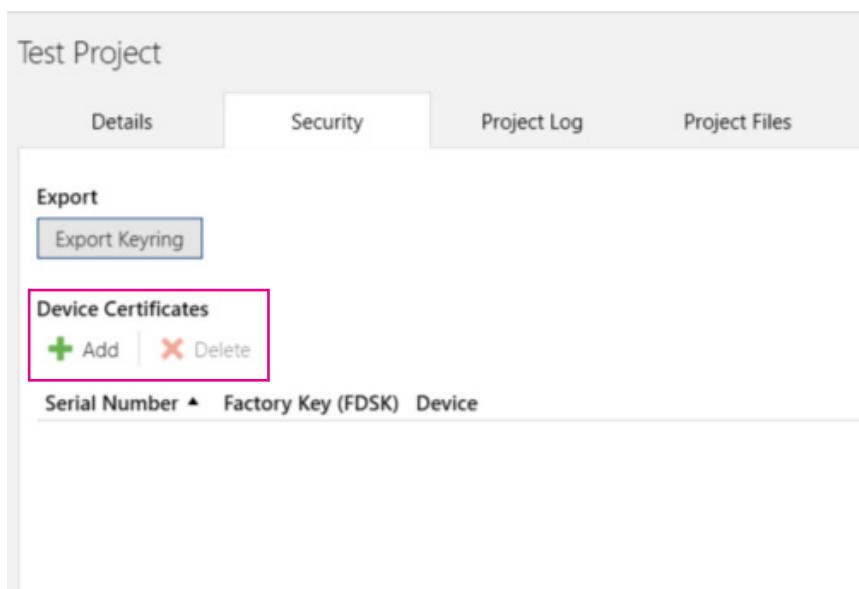 Test Project
Details Security Project Log Project Files
Export
Export Keyring
Device Certificates
Add Delete
Serial Number Factory Key (FDSK) Device